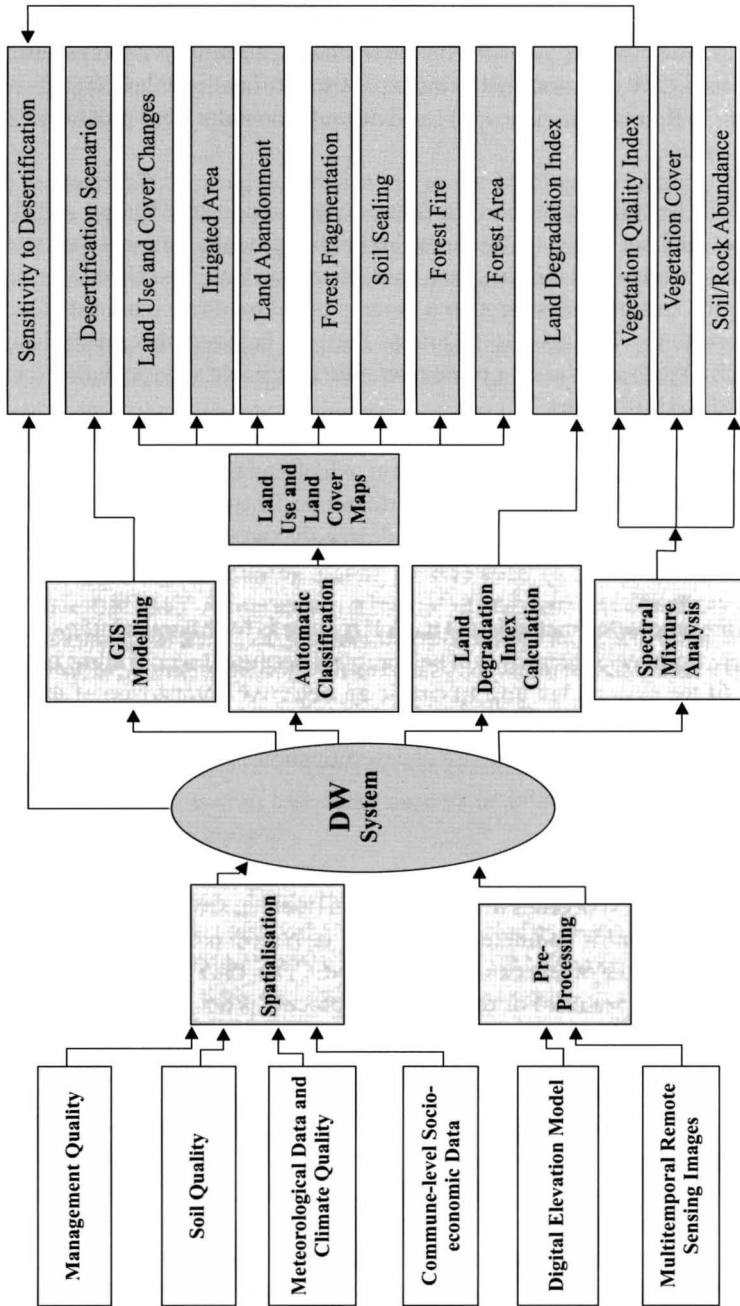 Management Quality
Soil Quality
Meteorological Data and
Climate Quality
Commune-level Socio-
economic Data
Digital Elevation Model
Multitemporal Remote
Sensing Images
Spatialisation
Pre-
Processing
DW
System
GIS
Modelling
Automatic
Classification
Land
Degradation
Intex
Calculation
Spectral
Mixture
Analysis
Land
Use and
Land
Cover
Maps
Sensitivity to Desertification
Desertification Scenario
Land Use and Cover Changes
Irrigated Area
Land Abandonment
Forest Fragmentation
Soil Sealing
Forest Fire
Forest Area
Land Degradation Index
Vegetation Quality Index
Vegetation Cover
Soil/Rock Abundance